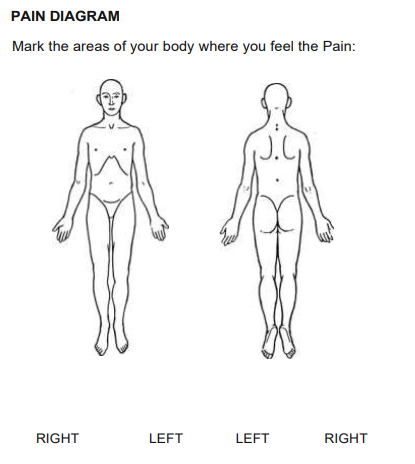 PAIN DIAGRAM
Mark the areas of your body where you feel the Pain:
RIGHT LEFT LEFT RIGHT